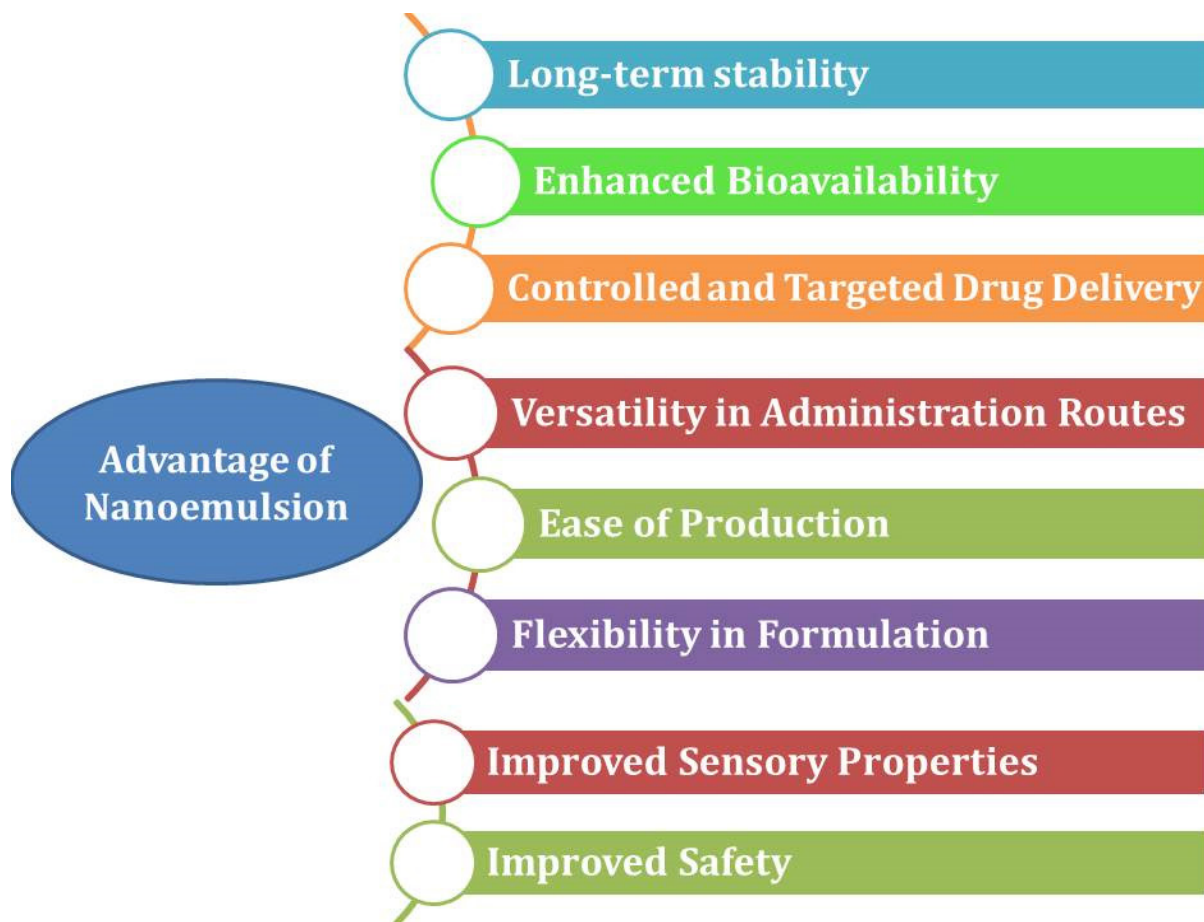 Long-term stability
Enhanced Bioavailability
Controlled and Targeted Drug Delivery
Versatility in Administration Routes
Advantage of
Nanoemulsion
Ease of Production
Flexibility in Formulation
Improved Sensory Properties
Improved Safety